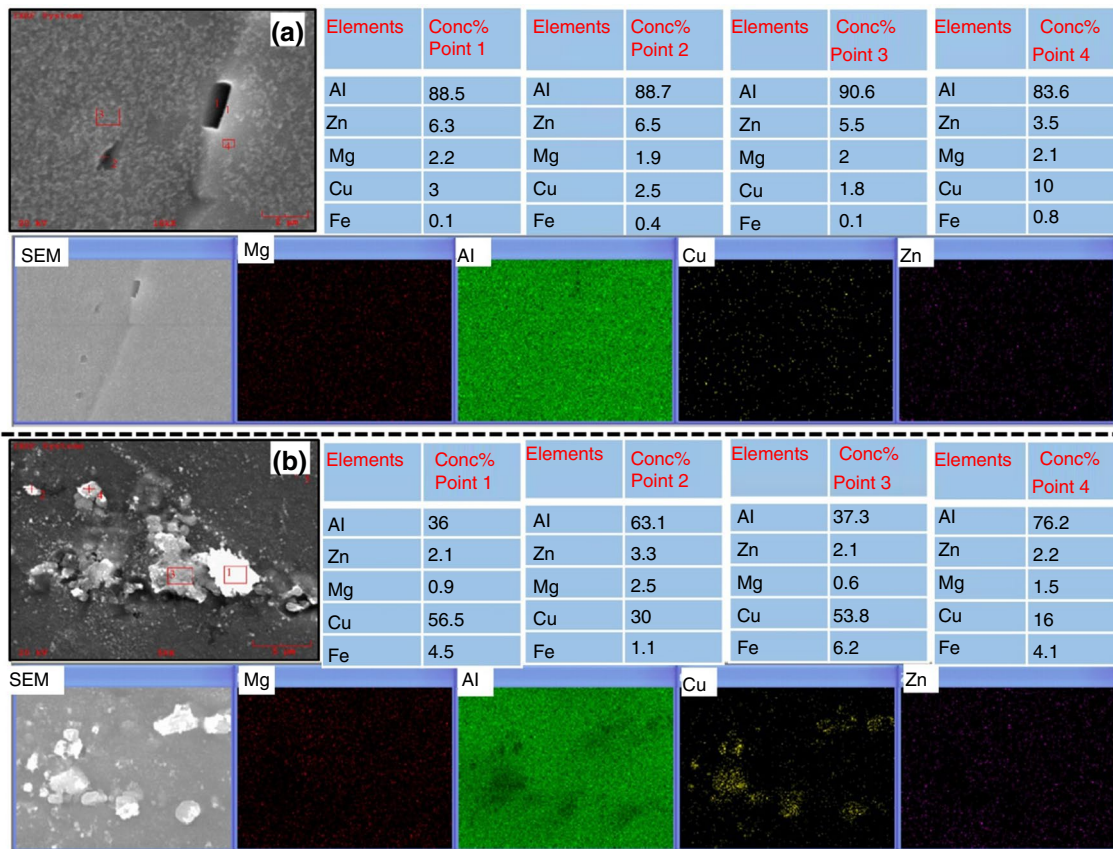 (a)
Elements Conc% Point 1
Al 88.5
Zn 6.3
Mg 2.2
Cu 3
Fe 0.1
Elements Conc% Point 2
Al 88.7
Zn 6.5
Mg 1.9
Cu 2.5
Fe 0.4
Elements Conc% Point 3
Al 90.6
Zn 5.5
Mg 2
Cu 1.8
Fe 0.1
Elements Conc% Point 4
Al 83.6
Zn 3.5
Mg 2.1
Cu 10
Fe 0.8
SEM Mg Al Cu Zn
(b)
Elements Conc% Point 1
Al 36
Zn 2.1
Mg 0.9
Cu 56.5
Fe 4.5
Elements Conc% Point 2
Al 63.1
Zn 3.3
Mg 2.5
Cu 30
Fe 1.1
Elements Conc% Point 3
Al 37.3
Zn 2.1
Mg 0.6
Cu 53.8
Fe 6.2
Elements Conc% Point 4
Al 76.2
Zn 2.2
Mg 1.5
Cu 16
Fe 4.1
SEM Mg Al Cu Zn